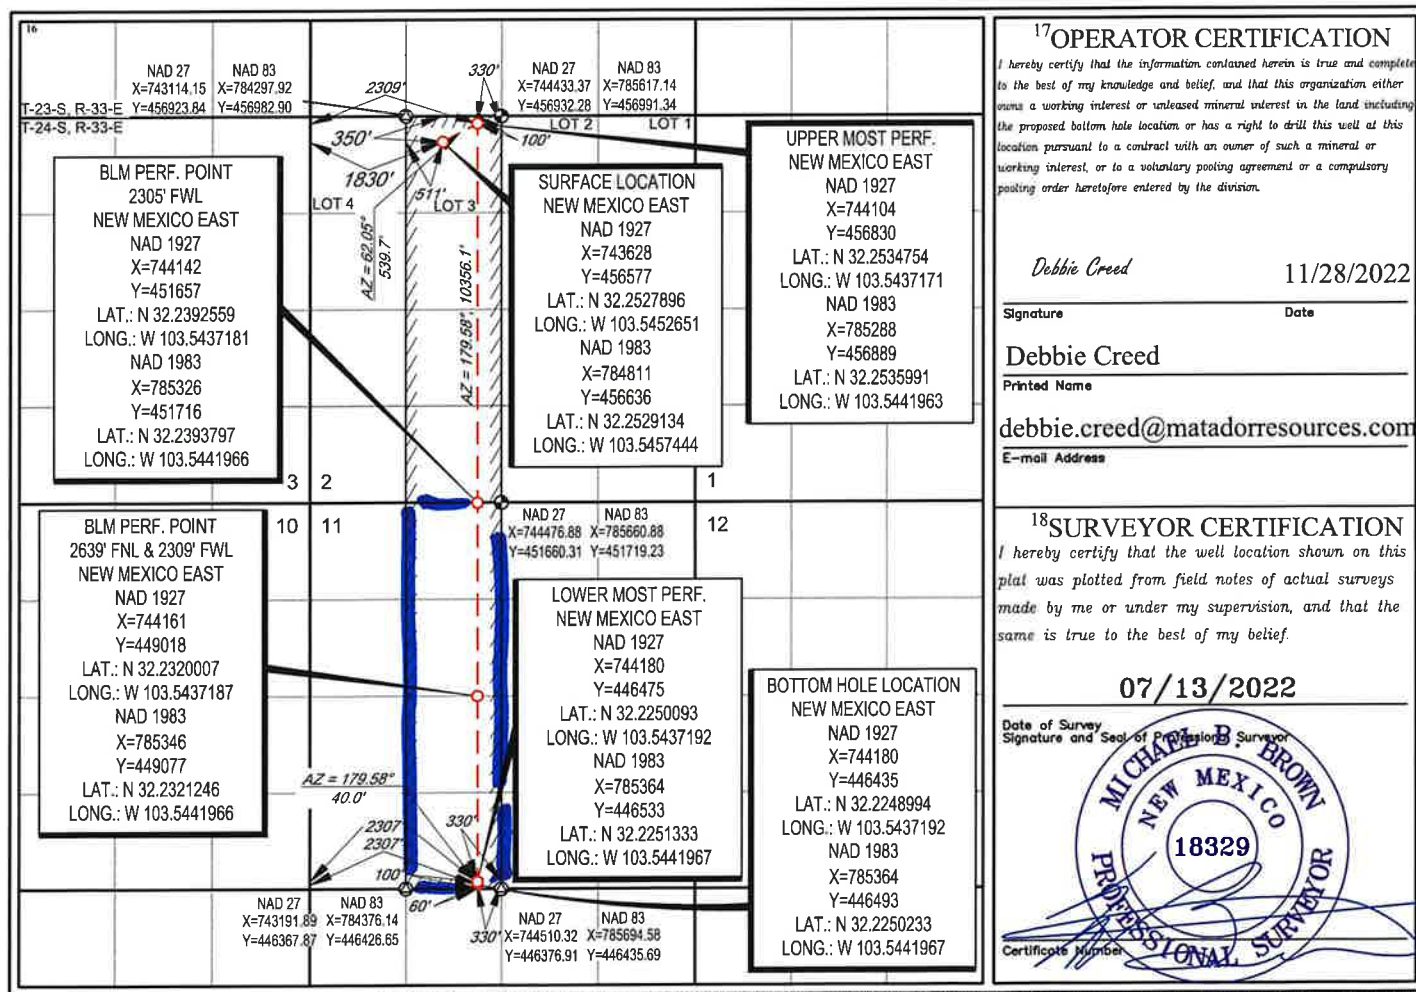 16
NAD 27 NAD 83
X=743114.15 X=784297.92
Y=456923.84 Y=456982.90
T-23-S, R-33-E
T-24-S, R-33-E
2309'
330'
NAD 27 NAD 83
X=744433.37 X=785617.14
Y=456932.28 Y=456991.34
LOT 2 LOT 1
350'
100'
1830'
511'
LOT 4 LOT 3
AZ = 62.05°
539.7'
AZ = 179.58°, 10356.1'
BLM PERF. POINT
2305' FWL
NEW MEXICO EAST
NAD 1927
X=744142
Y=451657
LAT.: N 32.2392559
LONG.: W 103.5437181
NAD 1983
X=785326
Y=451716
LAT.: N 32.2393797
LONG.: W 103.5441966
SURFACE LOCATION
NEW MEXICO EAST
NAD 1927
X=743628
Y=456577
LAT.: N 32.2527896
LONG.: W 103.5452651
NAD 1983
X=784811
Y=456636
LAT.: N 32.2529134
LONG.: W 103.5457444
UPPER MOST PERF.
NEW MEXICO EAST
NAD 1927
X=744104
Y=456830
LAT.: N 32.2534754
LONG.: W 103.5437171
NAD 1983
X=785288
Y=456889
LAT.: N 32.2535991
LONG.: W 103.5441963
3 2 1
10 11 12
NAD 27 NAD 83
X=744476.88 X=785660.88
Y=451660.31 Y=451719.23
BLM PERF. POINT
2639' FNL & 2309' FWL
NEW MEXICO EAST
NAD 1927
X=744161
Y=449018
LAT.: N 32.2320007
LONG.: W 103.5437187
NAD 1983
X=785346
Y=449077
LAT.: N 32.2321246
LONG.: W 103.5441966
LOWER MOST PERF.
NEW MEXICO EAST
NAD 1927
X=744180
Y=446475
LAT.: N 32.2250093
LONG.: W 103.5437192
NAD 1983
X=785364
Y=446533
LAT.: N 32.2251333
LONG.: W 103.5441967
BOTTOM HOLE LOCATION
NEW MEXICO EAST
NAD 1927
X=744180
Y=446435
LAT.: N 32.2248994
LONG.: W 103.5437192
NAD 1983
X=785364
Y=446493
LAT.: N 32.2250233
LONG.: W 103.5441967
AZ = 179.58°
40.0'
2307'
2307'
330'
100'
60'
330'
NAD 27 NAD 83
X=743191.89 X=784376.14
Y=446367.87 Y=446426.65
NAD 27 NAD 83
X=744510.32 X=785694.58
Y=446376.91 Y=446435.69
17 OPERATOR CERTIFICATION
I hereby certify that the information contained herein is true and complete
to the best of my knowledge and belief, and that this organization either
owns a working interest or unleased mineral interest in the land including
the proposed bottom hole location or has a right to drill this well at this
location pursuant to a contract with an owner of such a mineral or
working interest, or to a voluntary pooling agreement or a compulsory
pooling order heretofore entered by the division.
Debbie Creed 11/28/2022
Signature Date
Debbie Creed
Printed Name
debbie.creed@matadorresources.com
E-mail Address
18 SURVEYOR CERTIFICATION
I hereby certify that the well location shown on this
plat was plotted from field notes of actual surveys
made by me or under my supervision, and that the
same is true to the best of my belief.
07/13/2022
Date of Survey
Signature and Seal of Professional Surveyor
MICHAEL B. BROWN
NEW MEXICO
18329
PROFESSIONAL SURVEYOR
Certificate Number